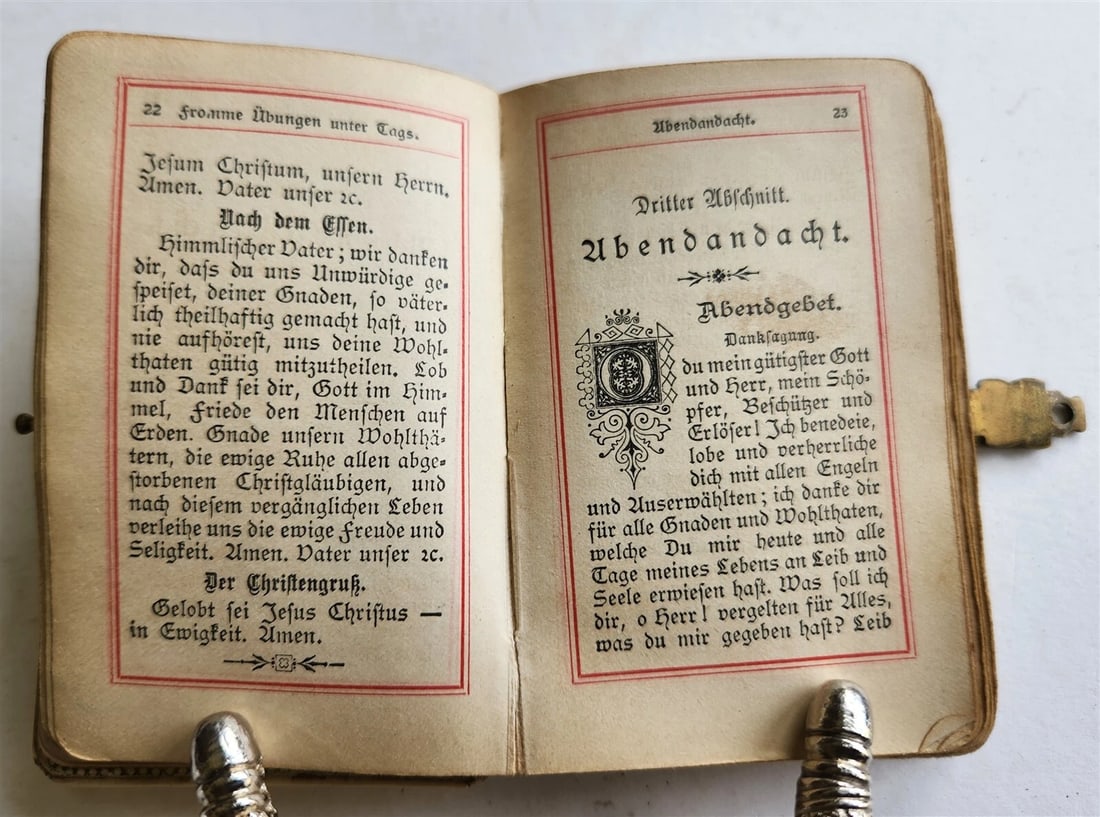 22 Fromme Übungen unter Tags.
Jeſum Chriſtum, unſern Herrn.
Amen. Vater unſer ꝛc.
Nach dem Eſſen.
Himmliſcher Vater; wir danken
dir, daſs du uns Unwürdige ge-
ſpeiſet, deiner Gnaden, ſo väter-
lich theilhaftig gemacht haſt, und
nie aufhöreſt, uns deine Wohl-
thaten gütig mitzutheilen. Lob
und Dank ſei dir, Gott im Him-
mel, Friede den Menſchen auf
Erden. Gnade unſern Wohlthä-
tern, die ewige Ruhe allen abge-
ſtorbenen Chriſtgläubigen, und
nach dieſem vergänglichen Leben
verleihe uns die ewige Freude und
Seligkeit. Amen. Vater unſer ꝛc.
Der Chriſtengruß.
Gelobt ſei Jeſus Chriſtus —
in Ewigkeit. Amen.
Abendandacht. 23
Dritter Abſchnitt.
Abendandacht.
Abendgebet.
Dankſagung.
O du mein gütigſter Gott
und Herr, mein Schö-
pfer, Beſchützer und
Erlöſer! Ich benedeie,
lobe und verherrliche
dich mit allen Engeln
und Auserwählten; ich danke dir
für alle Gnaden und Wohlthaten,
welche Du mir heute und alle
Tage meines Lebens an Leib und
Seele erwieſen haſt. Was ſoll ich
dir, o Herr! vergelten für Alles,
was du mir gegeben haſt? Leib